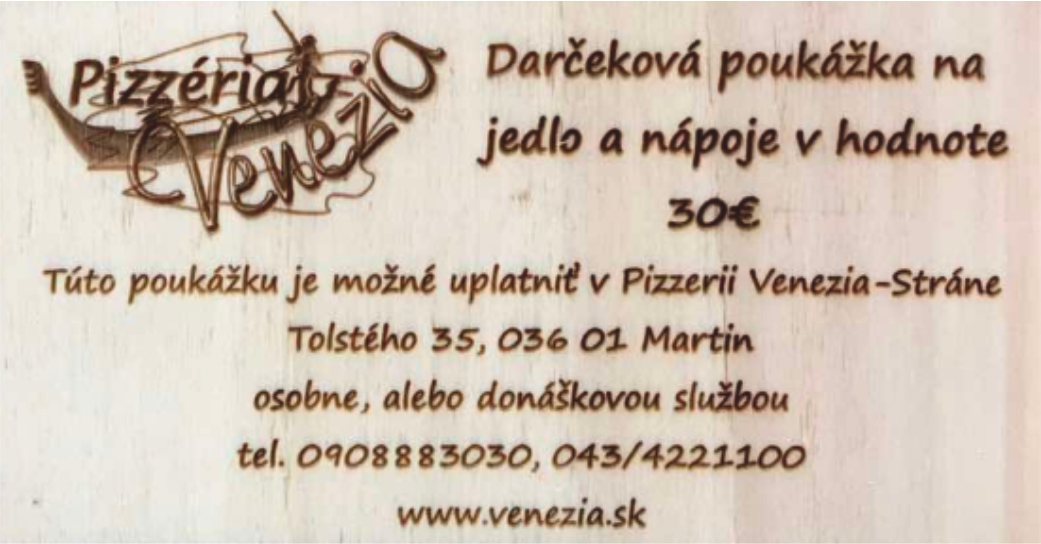 Pizzéria
Venezia
Darčeková poukážka na
jedlo a nápoje v hodnote
30€
Túto poukážku je možné uplatniť v Pizzerii Venezia-Stráne
Tolstého 35, 036 01 Martin
osobne, alebo donáškovou službou
tel. 0908883030, 043/4221100
www.venezia.sk